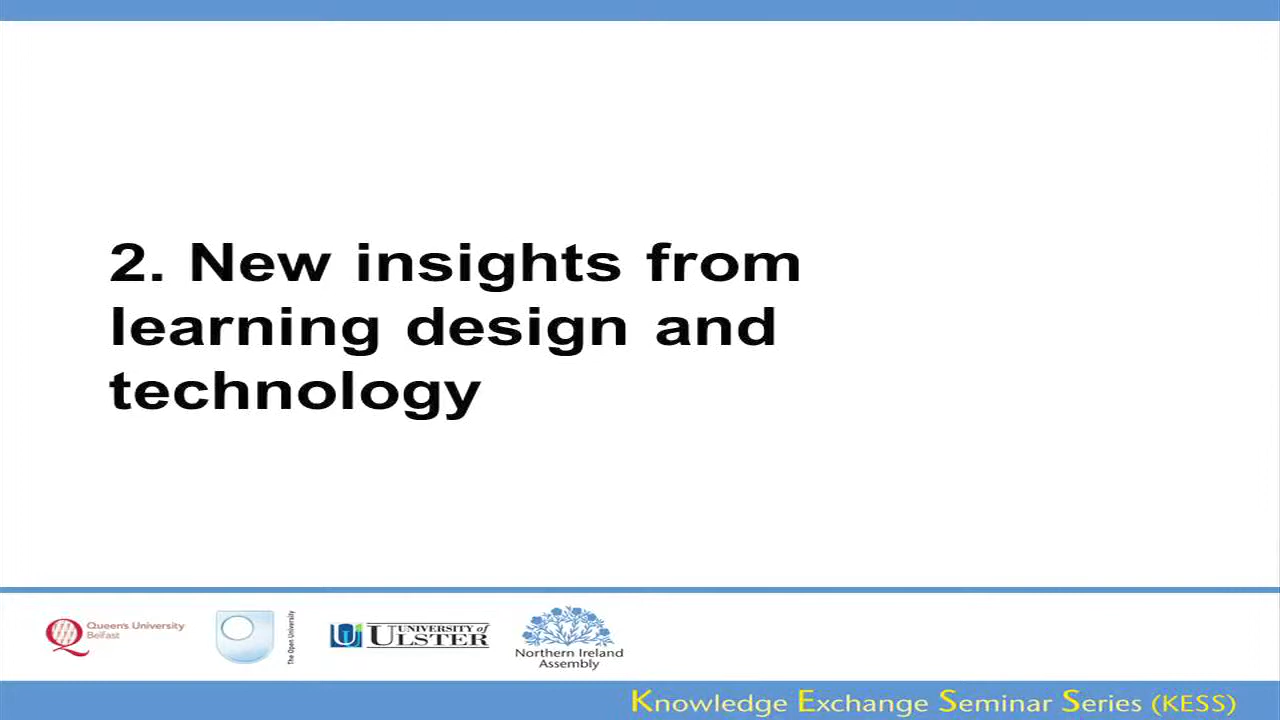 2. New insights from
learning design and
technology
Queen's University
Belfast
The Open University
UNIVERSITY of
ULSTER
Northern Ireland
Assembly
Knowledge Exchange Seminar Series (KESS)